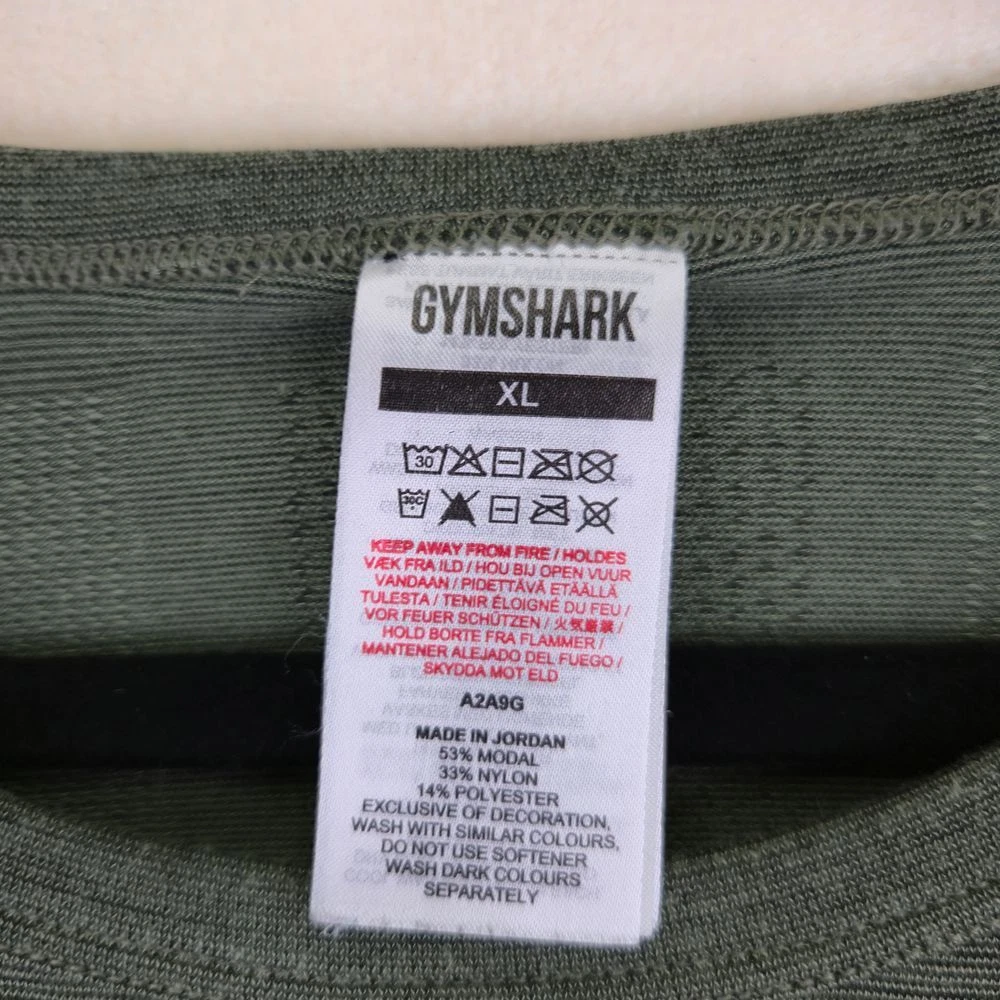 GYMSHARK
XL
30
30C
KEEP AWAY FROM FIRE / HOLDES
VÆK FRA ILD / HOU BIJ OPEN VUUR
VANDAAN / PIDETTÄVÄ ETÄÄLLÄ
TULESTA / TENIR ÉLOIGNÉ DU FEU /
VOR FEUER SCHÜTZEN / 火気厳禁 /
HOLD BORTE FRA FLAMMER /
MANTENER ALEJADO DEL FUEGO /
SKYDDA MOT ELD
A2A9G
MADE IN JORDAN
53% MODAL
33% NYLON
14% POLYESTER
EXCLUSIVE OF DECORATION,
WASH WITH SIMILAR COLOURS,
DO NOT USE SOFTENER
WASH DARK COLOURS
SEPARATELY